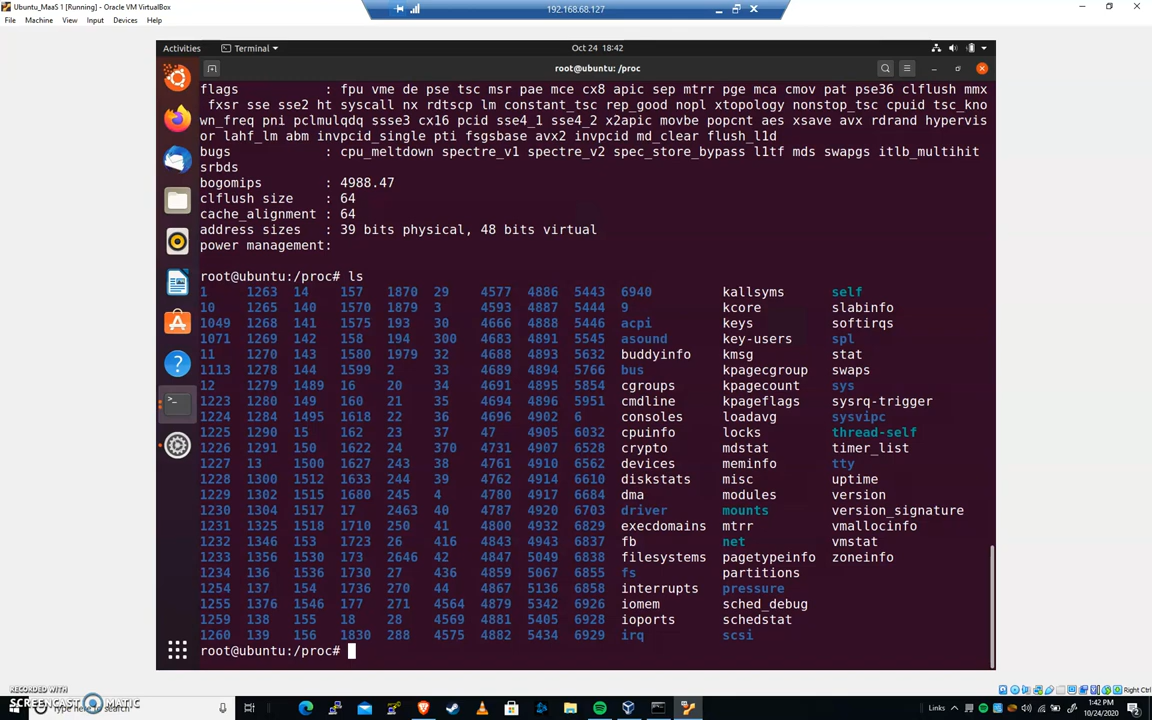 Ubuntu_MaaS 1 [Running] - Oracle VM VirtualBox
192.168.68.127
File Machine View Input Devices Help
Activities Terminal Oct 24 18:42
root@ubuntu: /proc
flags : fpu vme de pse tsc msr pae mce cx8 apic sep mtrr pge mca cmov pat pse36 clflush mmx
fxsr sse sse2 ht syscall nx rdtscp lm constant_tsc rep_good nopl xtopology nonstop_tsc cpuid tsc_kno
wn_freq pni pclmulqdq ssse3 cx16 pcid sse4_1 sse4_2 x2apic movbe popcnt aes xsave avx rdrand hypervis
or lahf_lm abm invpcid_single pti fsgsbase avx2 invpcid md_clear flush_l1d
bugs : cpu_meltdown spectre_v1 spectre_v2 spec_store_bypass l1tf mds swapgs itlb_multihit
srbds
bogomips : 4988.47
clflush size : 64
cache_alignment : 64
address sizes : 39 bits physical, 48 bits virtual
power management:
root@ubuntu:/proc# ls
1 1263 14 157 1870 29 4577 4886 5443 6940 kallsyms self
10 1265 140 1570 1879 3 4593 4887 5444 9 kcore slabinfo
1049 1268 141 1575 193 30 4666 4888 5446 acpi keys softirqs
1071 1269 142 158 194 300 4683 4891 5545 asound key-users spl
11 1270 143 1580 1979 32 4688 4893 5632 buddyinfo kmsg stat
1113 1278 144 1599 2 33 4689 4894 5766 bus kpagecgroup swaps
12 1279 1489 16 20 34 4691 4895 5854 cgroups kpagecount sys
1223 1280 149 160 21 35 4694 4896 5951 cmdline kpageflags sysrq-trigger
1224 1284 1495 1618 22 36 4696 4902 6 consoles loadavg sysvipc
1225 1290 15 162 23 37 47 4905 6032 cpuinfo locks thread-self
1226 1291 150 1622 24 370 4731 4907 6528 crypto mdstat timer_list
1227 13 1500 1627 243 38 4761 4910 6562 devices meminfo tty
1228 1300 1512 1633 244 39 4762 4914 6610 diskstats misc uptime
1229 1302 1515 1680 245 4 4780 4917 6684 dma modules version
1230 1304 1517 17 2463 40 4787 4920 6703 driver mounts version_signature
1231 1325 1518 1710 250 41 4800 4932 6829 execdomains mtrr vmallocinfo
1232 1346 153 1723 26 416 4843 4943 6837 fb net vmstat
1233 1356 1530 173 2646 42 4847 5049 6838 filesystems pagetypeinfo zoneinfo
1234 136 1536 1730 27 436 4859 5067 6855 fs partitions
1254 137 154 1736 270 44 4867 5136 6858 interrupts pressure
1255 1376 1546 177 271 4564 4879 5342 6926 iomem sched_debug
1259 138 155 18 28 4569 4881 5405 6928 ioports schedstat
1260 139 156 1830 288 4575 4882 5434 6929 irq scsi
root@ubuntu:/proc#
Right Ctrl
RECORDED WITH
SCREENCAST MATIC
Type here to search
Links
1:42 PM
10/24/2020